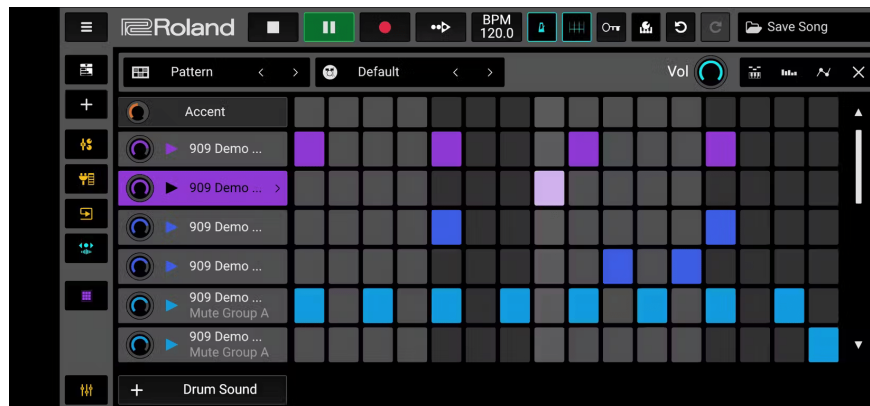 Roland
BPM
120.0
Save Song
Pattern
Default
Vol
Accent
909 Demo ...
909 Demo ...
909 Demo ...
909 Demo ...
909 Demo ...
Mute Group A
909 Demo ...
Mute Group A
Drum Sound